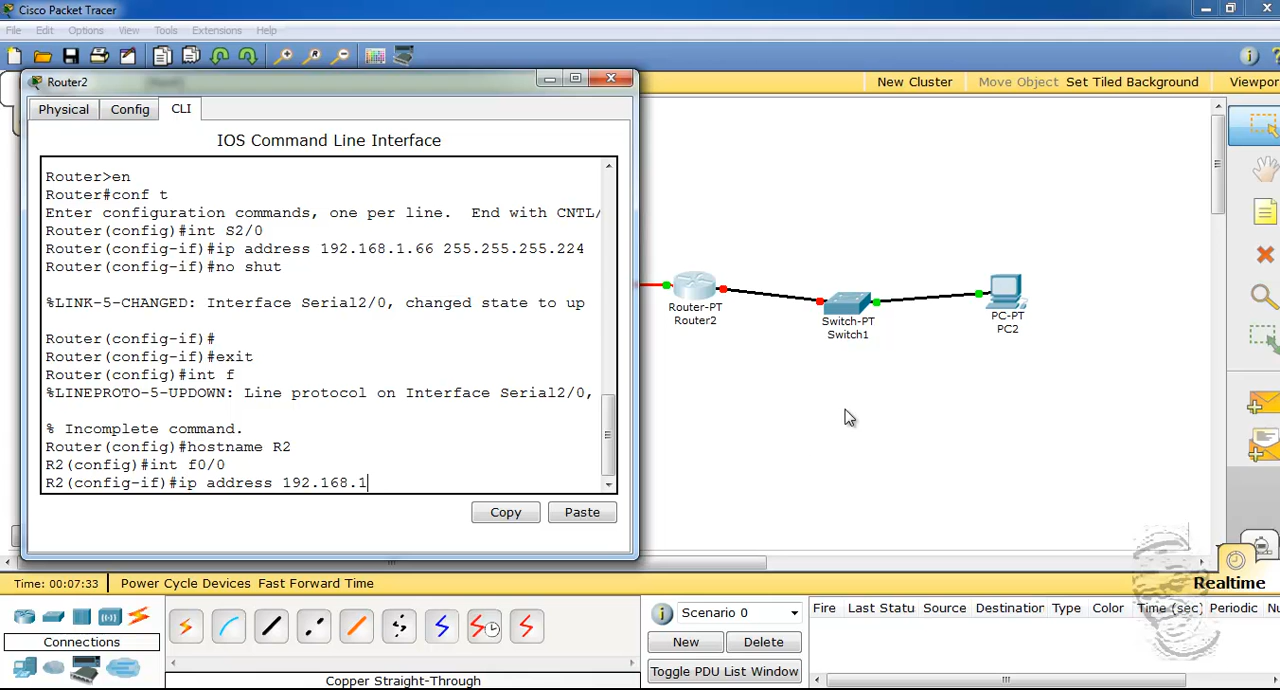 Cisco Packet Tracer
File Edit Options View Tools Extensions Help
New Cluster Move Object Set Tiled Background Viewpor
Router2
Physical Config CLI
IOS Command Line Interface
Router>en
Router#conf t
Enter configuration commands, one per line.  End with CNTL/
Router(config)#int S2/0
Router(config-if)#ip address 192.168.1.66 255.255.255.224
Router(config-if)#no shut
%LINK-5-CHANGED: Interface Serial2/0, changed state to up
Router(config-if)#
Router(config-if)#exit
Router(config)#int f
%LINEPROTO-5-UPDOWN: Line protocol on Interface Serial2/0,
% Incomplete command.
Router(config)#hostname R2
R2(config)#int f0/0
R2(config-if)#ip address 192.168.1
Copy Paste
Router-PT
Router2
Switch-PT
Switch1
PC-PT
PC2
Time: 00:07:33 Power Cycle Devices Fast Forward Time
Realtime
Connections
Copper Straight-Through
Scenario 0
New Delete
Toggle PDU List Window
Fire Last Statu Source Destination Type Color Time (sec) Periodic Nu